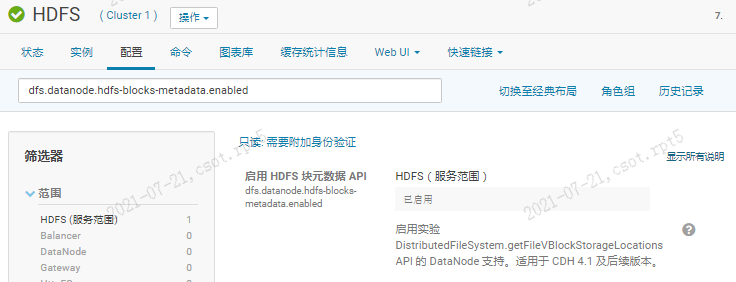 HDFS ( Cluster 1 ) 操作 7.
状态 实例 配置 命令 图表库 缓存统计信息 Web UI 快速链接
dfs.datanode.hdfs-blocks-metadata.enabled 切换至经典布局 角色组 历史记录
筛选器
范围
HDFS (服务范围) 1
Balancer 0
DataNode 0
Gateway 0
只读: 需要附加身份验证
显示所有说明
启用 HDFS 块元数据 API
dfs.datanode.hdfs-blocks-
metadata.enabled
HDFS（服务范围）
已启用
启用实验
DistributedFileSystem.getFileVBlockStorageLocations
API 的 DataNode 支持。适用于 CDH 4.1 及后续版本。
2021-07-21,csot.rpt5
2021-07-21,csot.rpt5